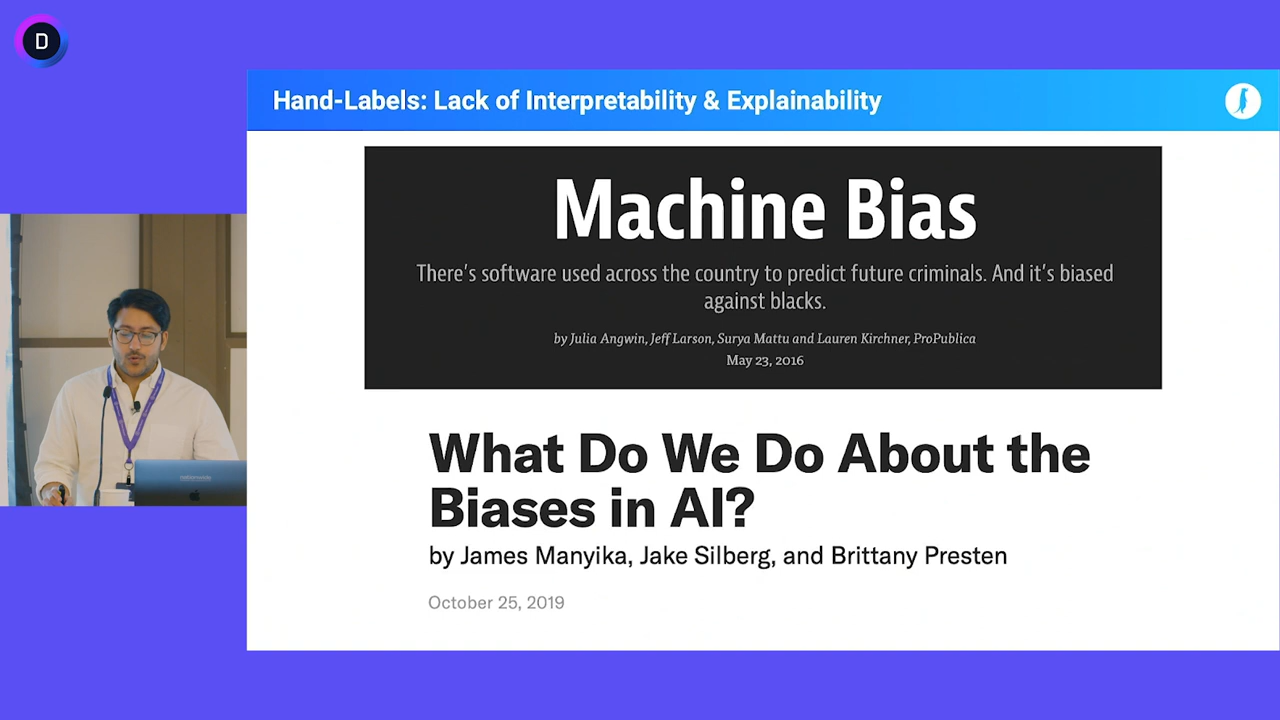 D
Hand-Labels: Lack of Interpretability & Explainability
Machine Bias
There's software used across the country to predict future criminals. And it's biased
against blacks.
by Julia Angwin, Jeff Larson, Surya Mattu and Lauren Kirchner, ProPublica
May 23, 2016
What Do We Do About the
Biases in AI?
by James Manyika, Jake Silberg, and Brittany Presten
October 25, 2019